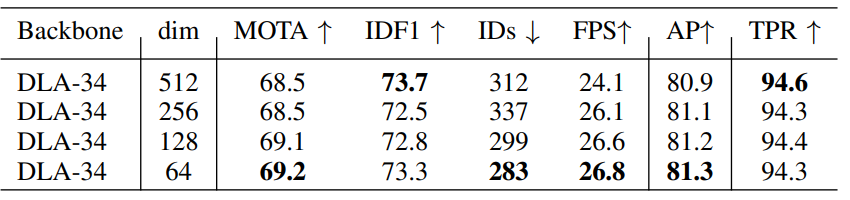 Backbone dim MOTA ↑ IDF1 ↑ IDs ↓ FPS↑ AP↑ TPR ↑
DLA-34 512 68.5 73.7 312 24.1 80.9 94.6
DLA-34 256 68.5 72.5 337 26.1 81.1 94.3
DLA-34 128 69.1 72.8 299 26.6 81.2 94.4
DLA-34 64 69.2 73.3 283 26.8 81.3 94.3